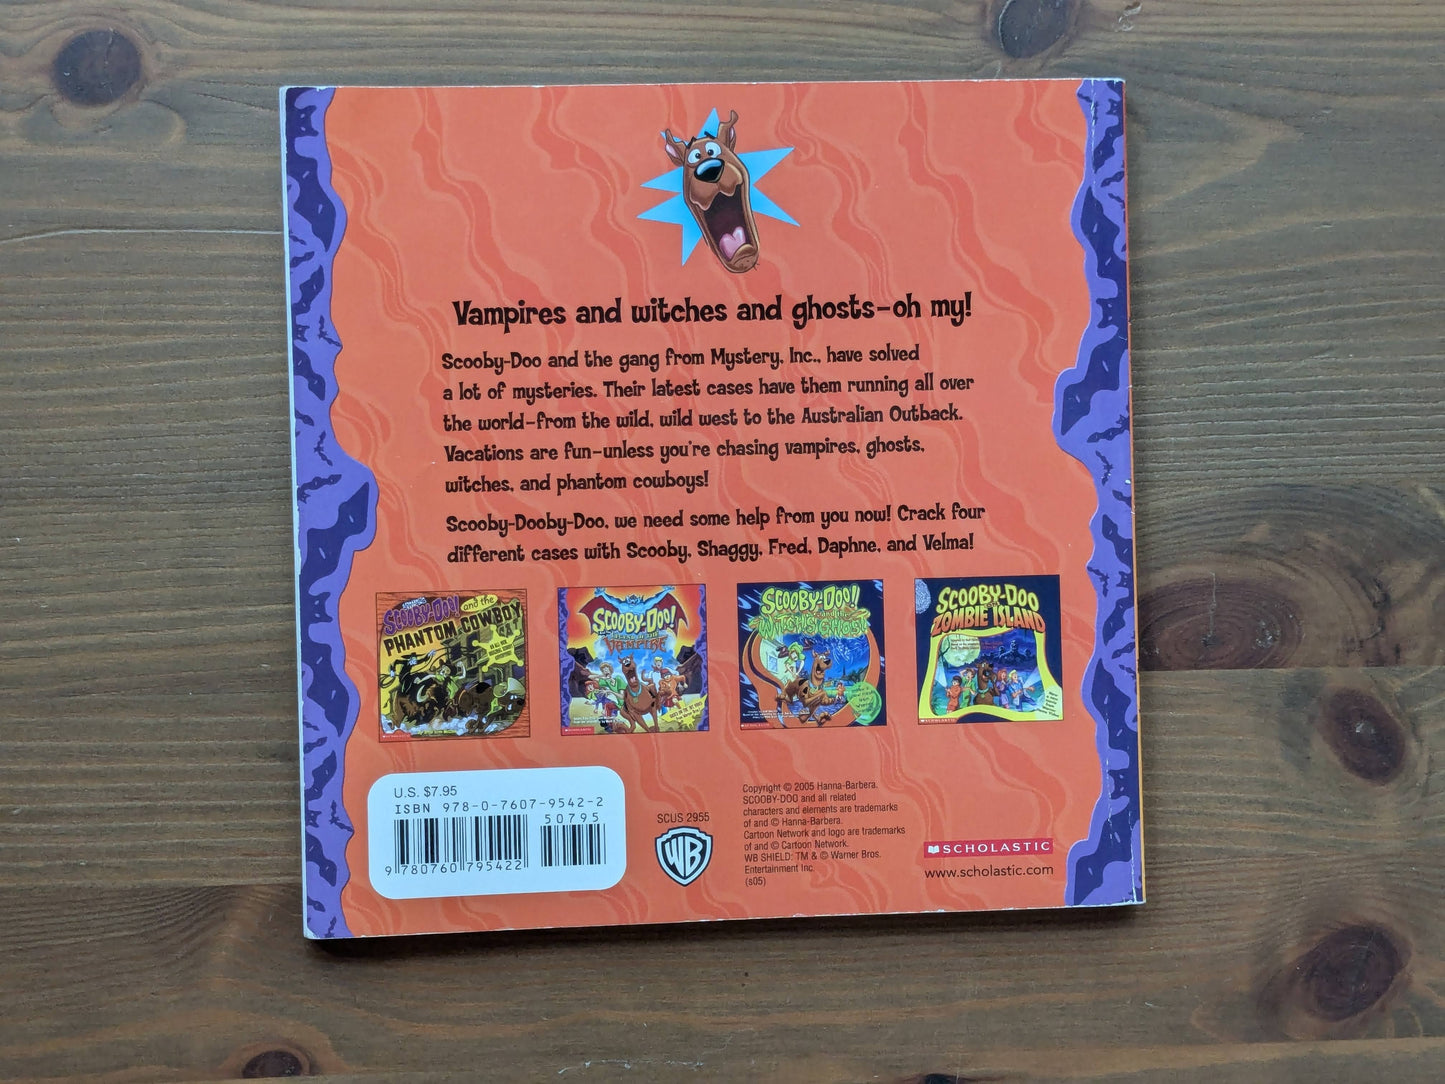 Vampires and witches and ghosts–oh my!
Scooby-Doo and the gang from Mystery, Inc., have solved
a lot of mysteries. Their latest cases have them running all over
the world–from the wild, wild west to the Australian Outback.
Vacations are fun–unless you're chasing vampires, ghosts,
witches, and phantom cowboys!
Scooby-Dooby-Doo, we need some help from you now! Crack four
different cases with Scooby, Shaggy, Fred, Daphne, and Velma!
SCOOBY-DOO! and the
PHANTOM COWBOY
SCOOBY-DOO!
VAMPIRE
SCOOBY-DOO!
and the
WITCH'S GHOST
SCOOBY-DOO
ZOMBIE ISLAND
U.S. $7.95
ISBN 978-0-7607-9542-2
50795
9 780760 795422
SCUS 2955
WB
Copyright © 2005 Hanna-Barbera.
SCOOBY-DOO and all related
characters and elements are trademarks
of and © Hanna-Barbera.
Cartoon Network and logo are trademarks
of and © Cartoon Network.
WB SHIELD: TM & © Warner Bros.
Entertainment Inc.
(s05)
SCHOLASTIC
www.scholastic.com